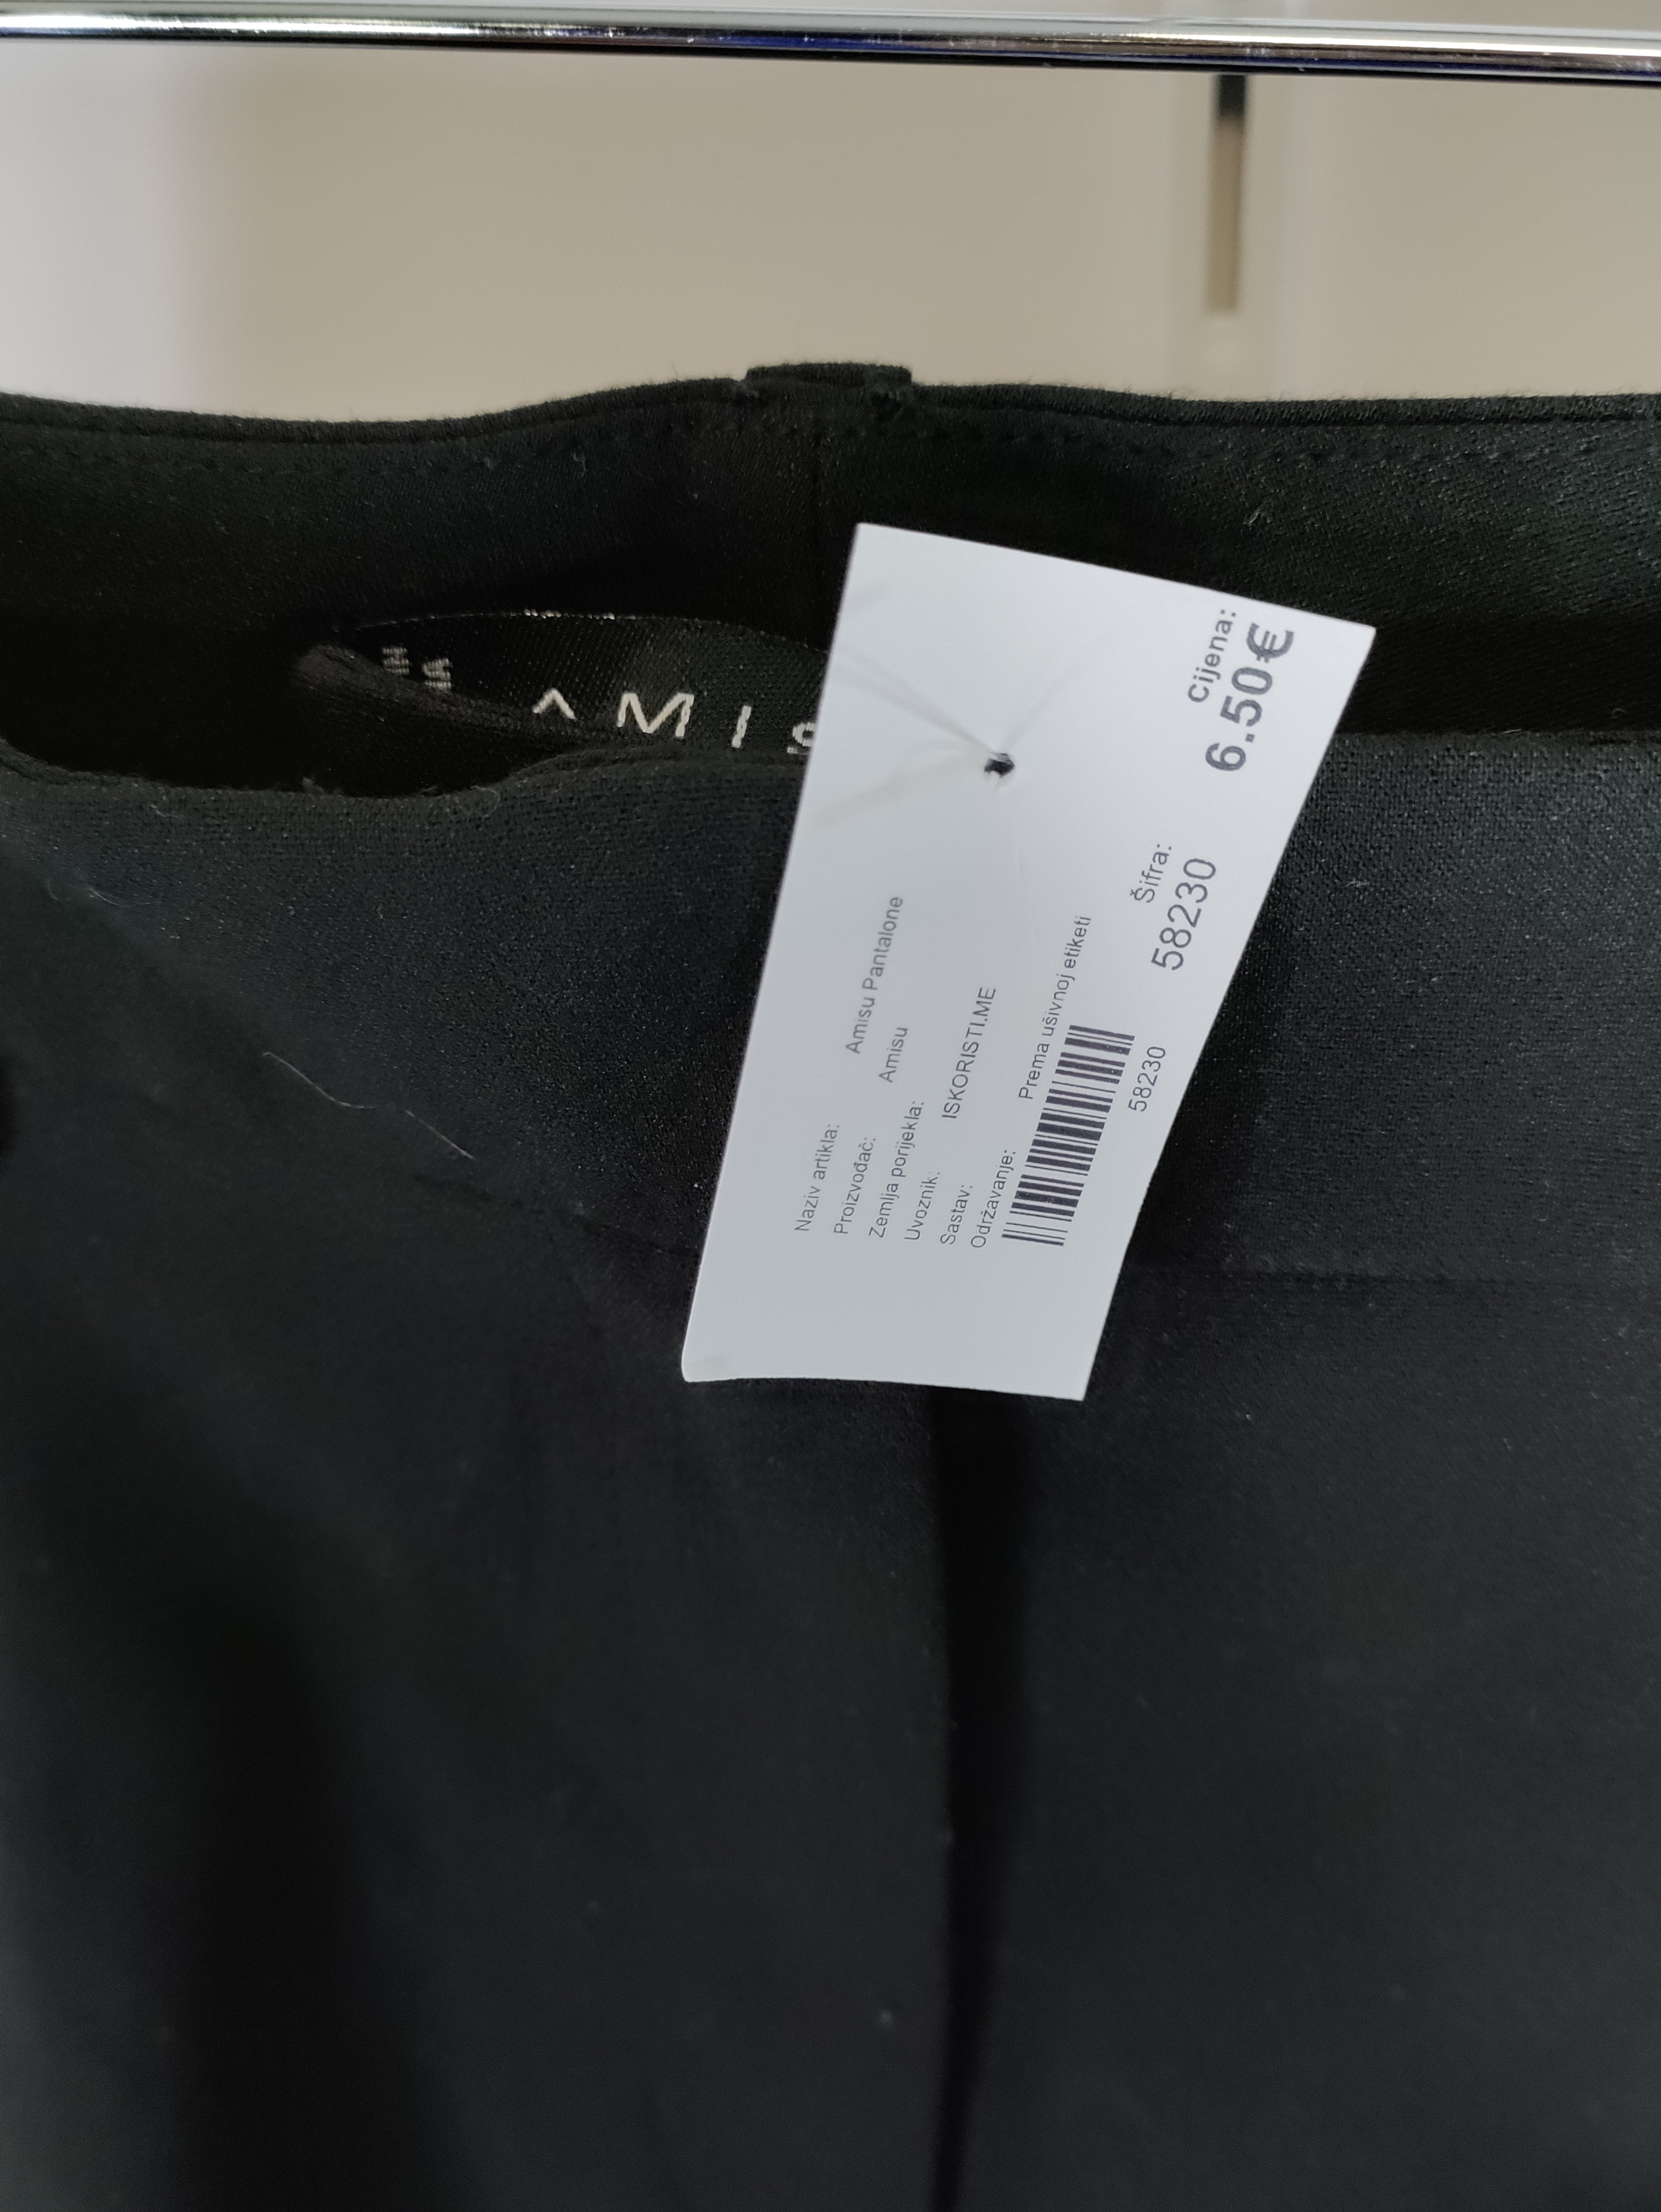 ΛMIS
Naziv artikla: Amisu Pantalone
Proizvođač: Amisu
Zemlja porijekla:
Uvoznik: ISKORISTI.ME
Sastav:
Održavanje: Prema ušivnoj etiketi
58230
Šifra:
58230
Cijena:
6.50€